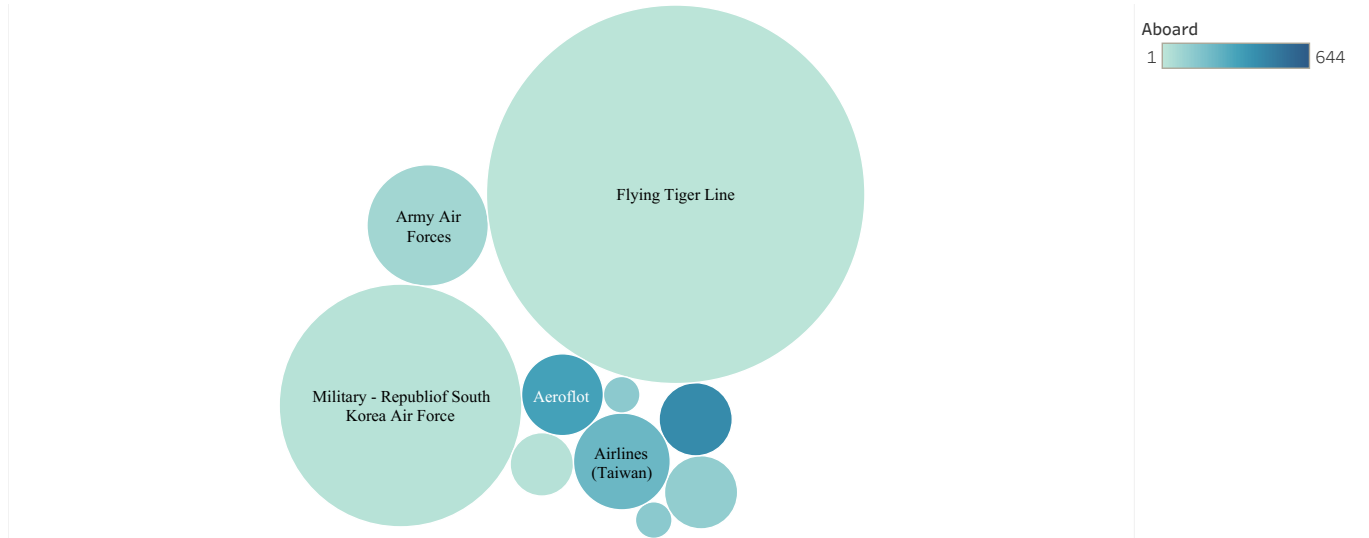 Aboard
1 644
Flying Tiger Line
Army Air
Forces
Military - Republiof South
Korea Air Force
Aeroflot
Airlines
(Taiwan)